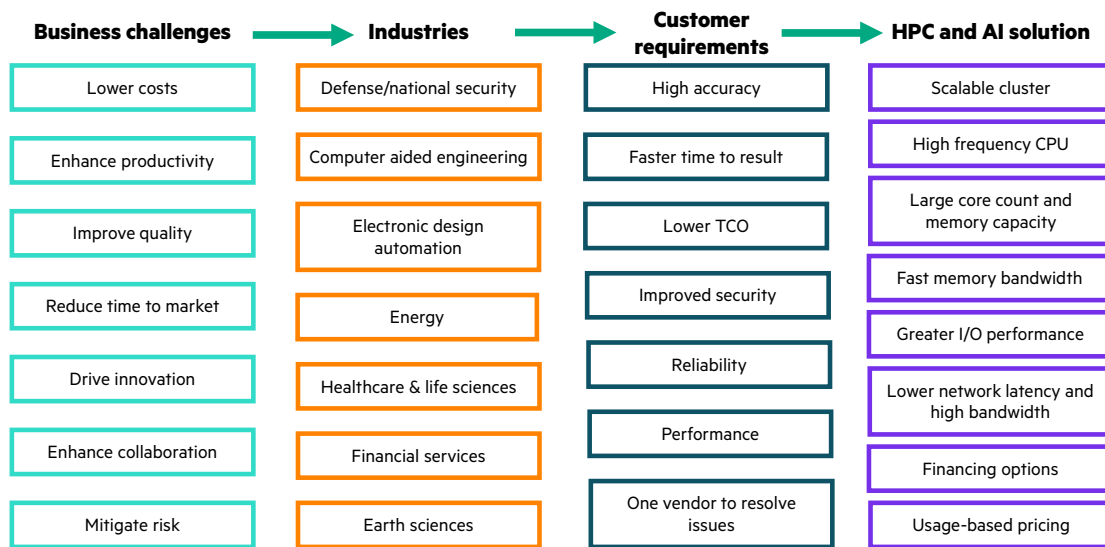 Business challenges
Industries
Customer
requirements
HPC and AI solution
Lower costs
Enhance productivity
Improve quality
Reduce time to market
Drive innovation
Enhance collaboration
Mitigate risk
Defense/national security
Computer aided engineering
Electronic design
automation
Energy
Healthcare & life sciences
Financial services
Earth sciences
High accuracy
Faster time to result
Lower TCO
Improved security
Reliability
Performance
One vendor to resolve
issues
Scalable cluster
High frequency CPU
Large core count and
memory capacity
Fast memory bandwidth
Greater I/O performance
Lower network latency and
high bandwidth
Financing options
Usage-based pricing